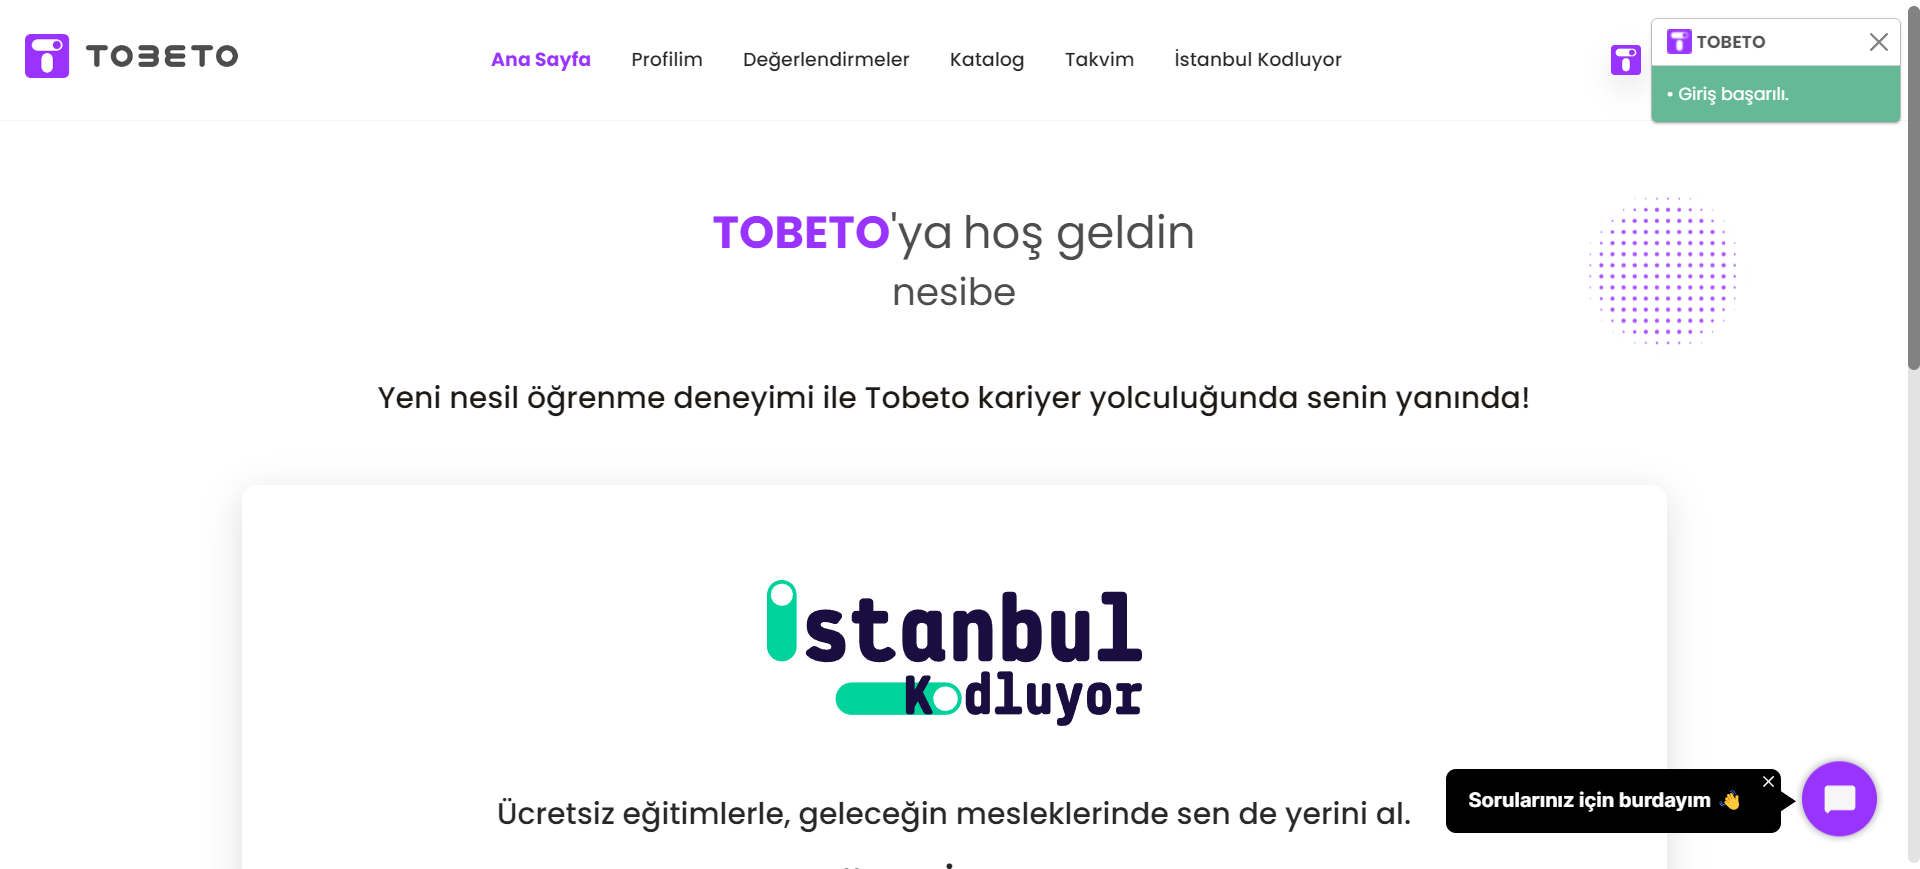 TOBETO
Ana Sayfa Profilim Değerlendirmeler Katalog Takvim İstanbul Kodluyor
TOBETO
• Giriş başarılı.
TOBETO'ya hoş geldin
nesibe
Yeni nesil öğrenme deneyimi ile Tobeto kariyer yolculuğunda senin yanında!
istanbul
Kodluyor
Ücretsiz eğitimlerle, geleceğin mesleklerinde sen de yerini al.
Sorularınız için burdayım 👋